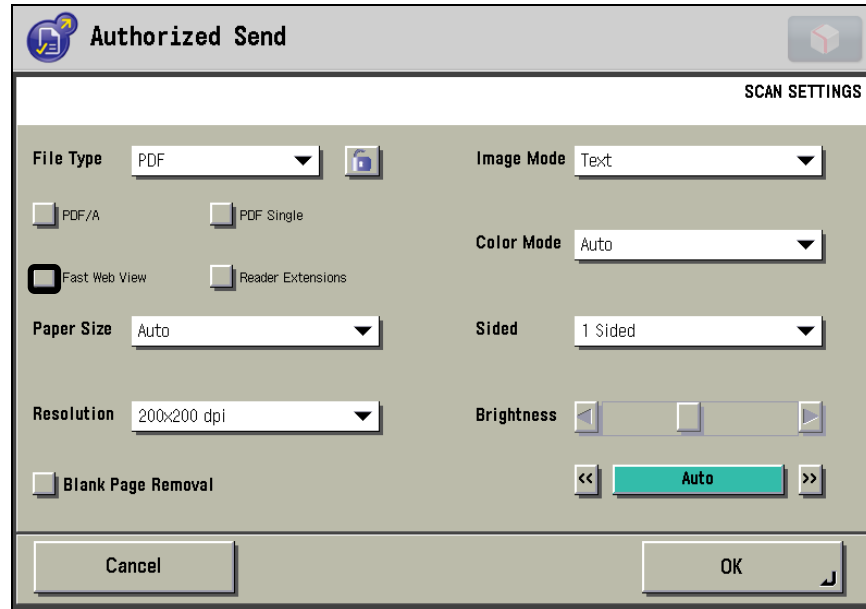 Authorized Send
SCAN SETTINGS
File Type PDF
Image Mode Text
PDF/A PDF Single
Color Mode Auto
Fast Web View Reader Extensions
Paper Size Auto
Sided 1 Sided
Resolution 200x200 dpi
Brightness
Blank Page Removal
<< Auto >>
Cancel
OK